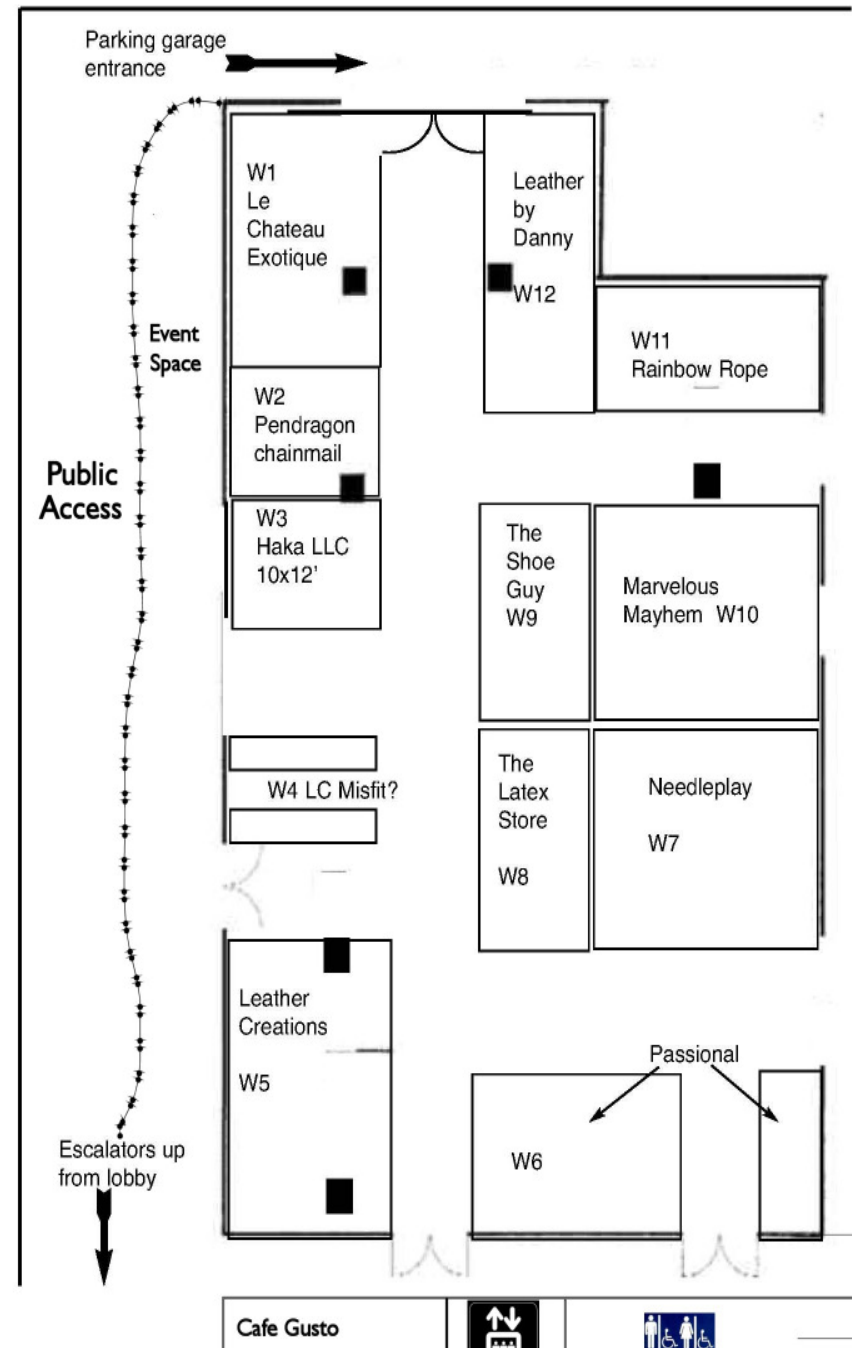 Parking garage
entrance
W1
Le
Chateau
Exotique
Leather
by
Danny
W12
W11
Rainbow Rope
Event
Space
W2
Pendragon
chainmail
Public
Access
W3
Haka LLC
10x12’
The
Shoe
Guy
W9
Marvelous
Mayhem W10
W4 LC Misfit?
The
Latex
Store
W8
Needleplay
W7
Leather
Creations
W5
Passional
W6
Escalators up
from lobby
Cafe Gusto